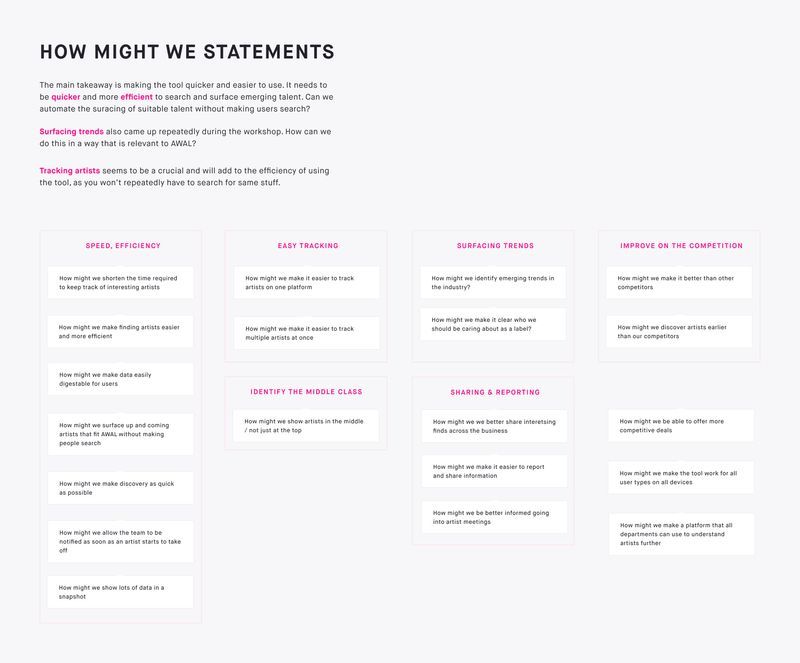 HOW MIGHT WE STATEMENTS
The main takeaway is making the tool quicker and easier to use. It needs to
be quicker and more efficient to search and surface emerging talent. Can we
automate the suracing of suitable talent without making users search?
Surfacing trends also came up repeatedly during the workshop. How can we
do this in a way that is relevant to AWAL?
Tracking artists seems to be a crucial and will add to the efficiency of using
the tool, as you won't repeatedly have to search for same stuff.
SPEED, EFFICIENCY
How might we shorten the time required
to keep track of interesting artists
How might we make finding artists easier
and more efficient
How might we make data easily
digestable for users
How might we surface up and coming
artists that fit AWAL without making
people search
How might we make discovery as quick
as possible
How might we allow the team to be
notified as soon as an artist starts to take
off
How might we show lots of data in a
snapshot
EASY TRACKING
How might we make it easier to track
artists on one platform
How might we make it easier to track
multiple artists at once
IDENTIFY THE MIDDLE CLASS
How might we show artists in the middle
/ not just at the top
SURFACING TRENDS
How might we identify emerging trends in
the industry?
How might we make it clear who we
should be caring about as a label?
SHARING & REPORTING
How might we we better share interetsing
finds across the business
How might we make it easier to report
and share information
How might we be better informed going
into artist meetings
IMPROVE ON THE COMPETITION
How might we make it better than other
competitors
How might we discover artists earlier
than our competitors
How might we be able to offer more
competitive deals
How might we make the tool work for all
user types on all devices
How might we make a platform that all
departments can use to understand
artists further